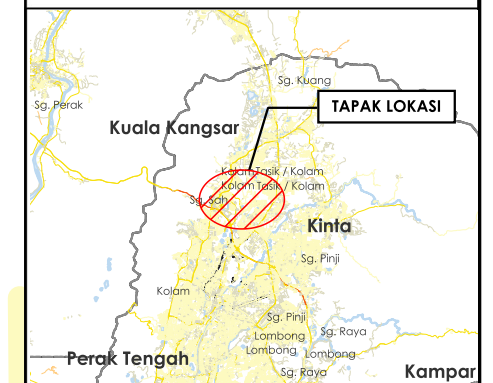 Sg. Kuang
Sg. Perak
TAPAK LOKASI
Kuala Kangsar
Kolam Tasik / Kolam
Kolam Tasik / Kolam
Sg. Sah
Kinta
Sg. Pinji
Kolam
Sg. Pinji
Sg. Raya
Lombong
Lombong
Lombong
Perak Tengah
Sg. Raya
Kampar